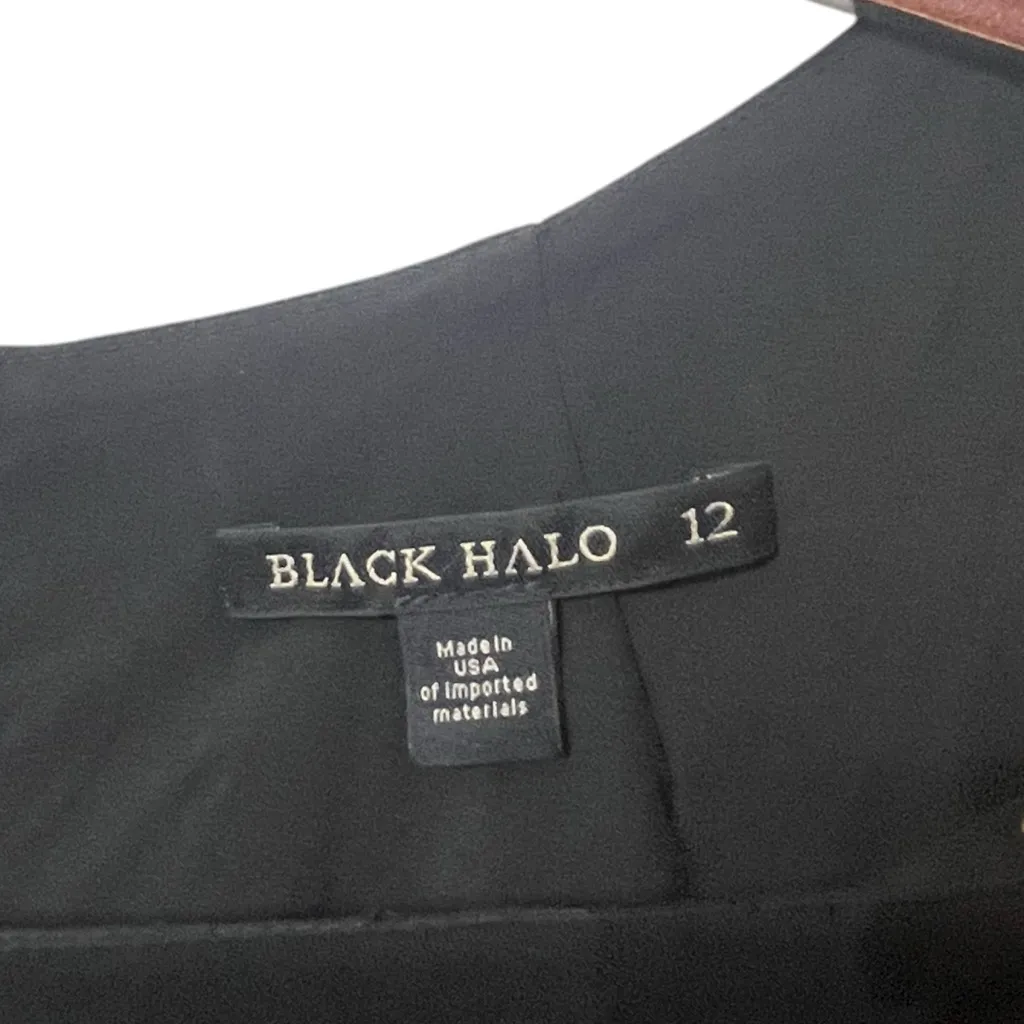 BLACK HALO 12
Made in
USA
of imported
materials